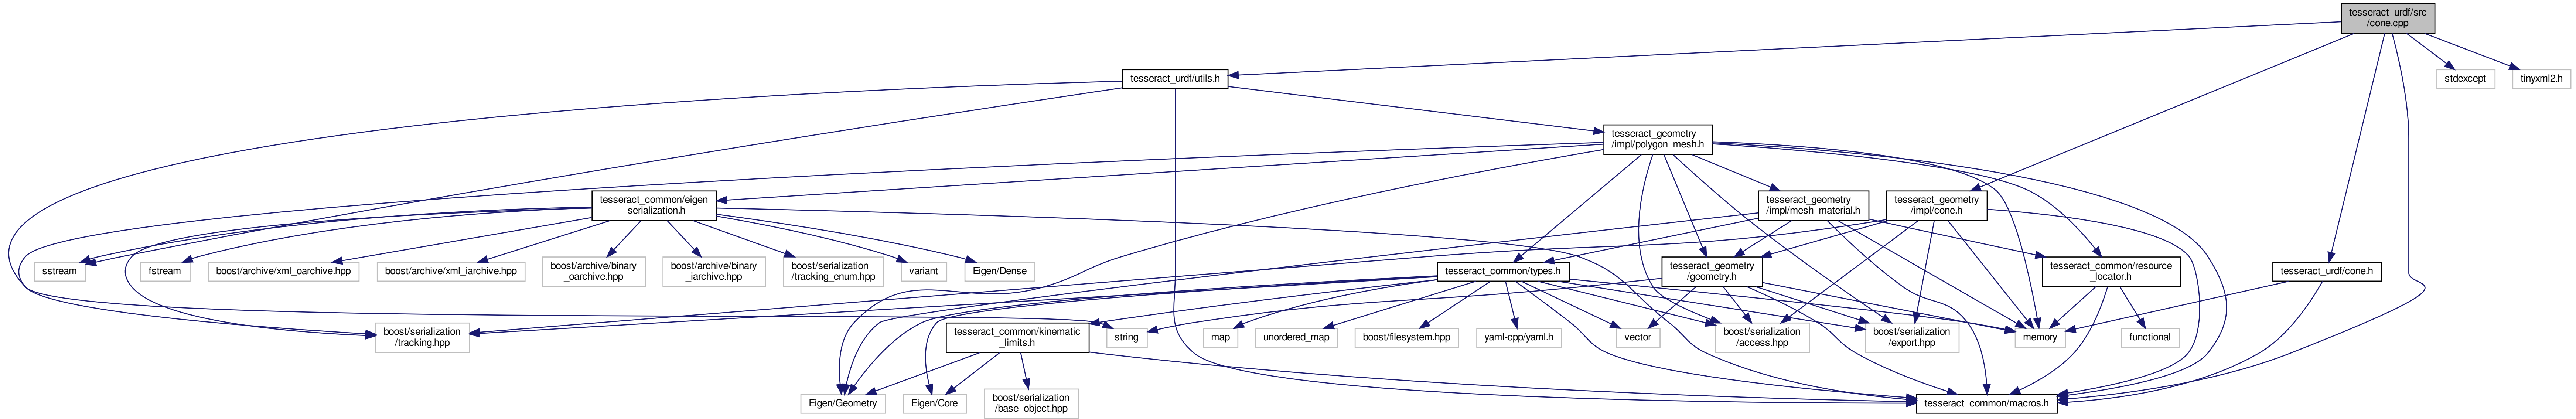 tesseract_urdf/src
/cone.cpp
tesseract_urdf/utils.h
stdexcept
tinyxml2.h
tesseract_geometry
/impl/polygon_mesh.h
tesseract_common/eigen
_serialization.h
tesseract_geometry
/impl/mesh_material.h
tesseract_geometry
/impl/cone.h
sstream
fstream
boost/archive/xml_oarchive.hpp
boost/archive/xml_iarchive.hpp
boost/archive/binary
_oarchive.hpp
boost/archive/binary
_iarchive.hpp
boost/serialization
/tracking_enum.hpp
variant
Eigen/Dense
tesseract_common/types.h
tesseract_geometry
/geometry.h
tesseract_common/resource
_locator.h
tesseract_urdf/cone.h
boost/serialization
/tracking.hpp
tesseract_common/kinematic
_limits.h
string
map
unordered_map
boost/filesystem.hpp
yaml-cpp/yaml.h
vector
boost/serialization
/access.hpp
boost/serialization
/export.hpp
memory
functional
Eigen/Geometry
Eigen/Core
boost/serialization
/base_object.hpp
tesseract_common/macros.h